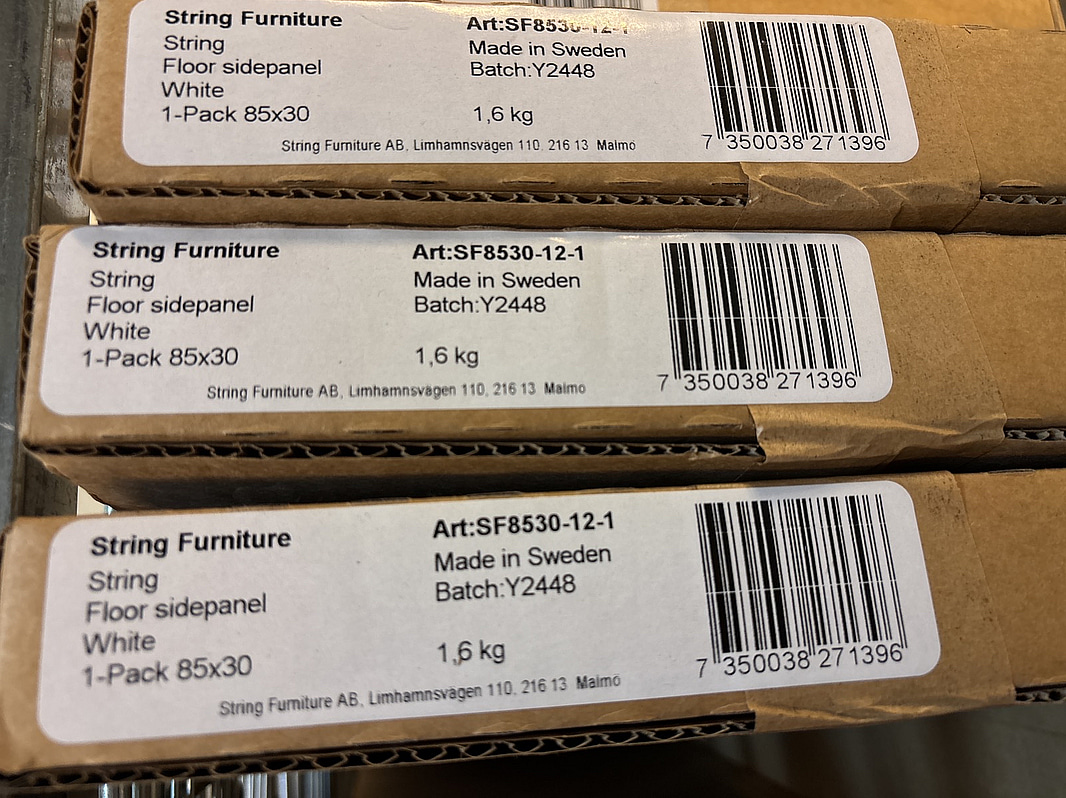 String Furniture
String
Floor sidepanel
White
1-Pack 85x30
Art:SF8530-12-1
Made in Sweden
Batch:Y2448
1,6 kg
String Furniture AB, Limhamnsvägen 110, 216 13 Malmö
7 350038 271396
String Furniture
String
Floor sidepanel
White
1-Pack 85x30
Art:SF8530-12-1
Made in Sweden
Batch:Y2448
1,6 kg
String Furniture AB, Limhamnsvägen 110, 216 13 Malmö
7 350038 271396
String Furniture
String
Floor sidepanel
White
1-Pack 85x30
Art:SF8530-12-1
Made in Sweden
Batch:Y2448
1,6 kg
String Furniture AB, Limhamnsvägen 110, 216 13 Malmö
7 350038 271396